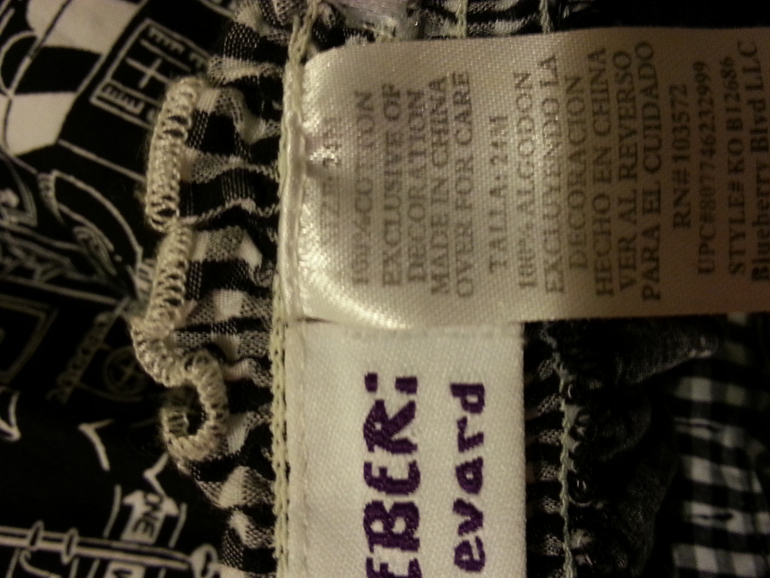 SIZE: 24M
100% COTTON
EXCLUSIVE OF
DECORATION
MADE IN CHINA
OVER FOR CARE
TALLA: 24M
100% ALGODON
EXCLUYENDO LA
DECORACION
HECHO EN CHINA
VER AL REVERSO
PARA EL CUIDADO
RN# 103572
UPC#807746232999
STYLE# KO B12686
Blueberry Blvd LLC
EBER
evard